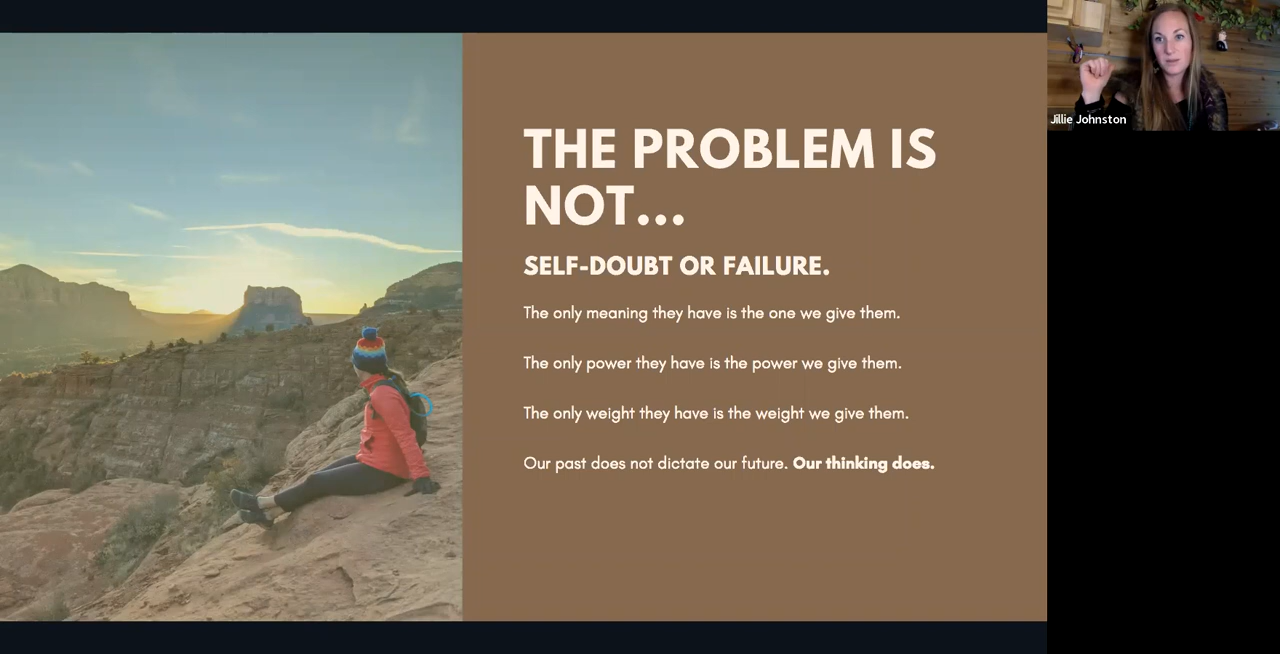 THE PROBLEM IS
NOT...
SELF-DOUBT OR FAILURE.
The only meaning they have is the one we give them.
The only power they have is the power we give them.
The only weight they have is the weight we give them.
Our past does not dictate our future. Our thinking does.
Jillie Johnston